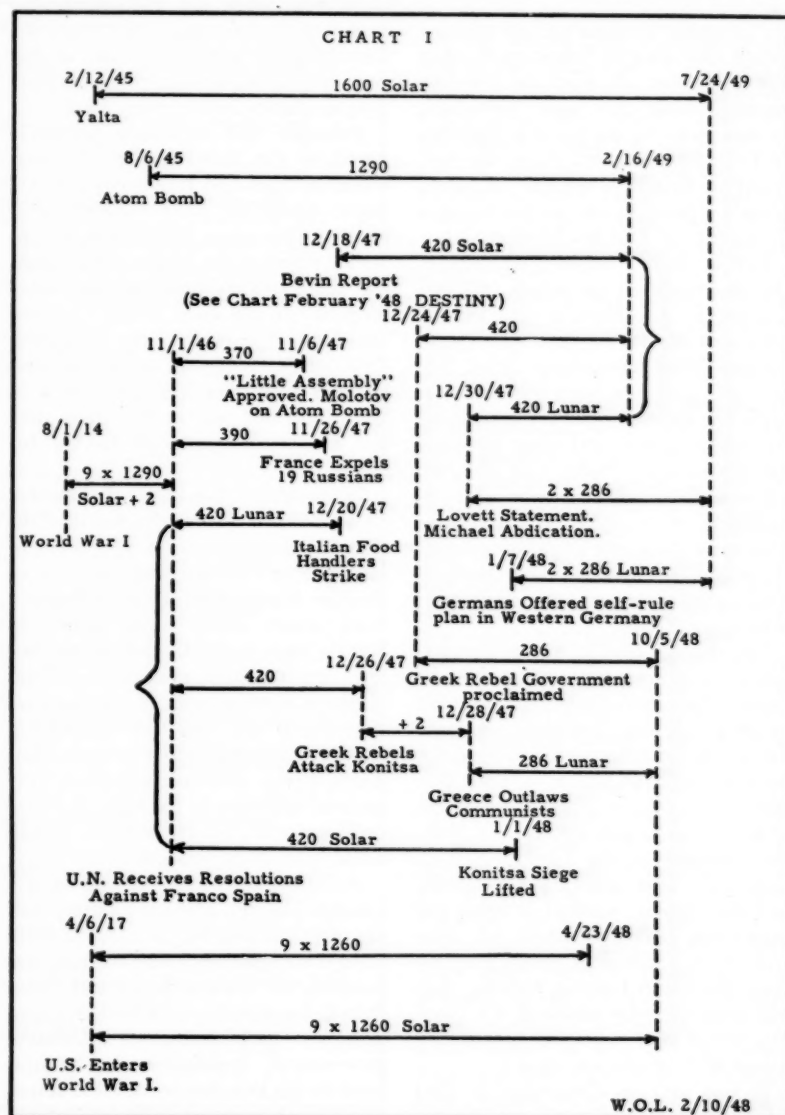 CHART I
2/12/45
1600 Solar
7/24/49
Yalta
8/6/45
1290
2/16/49
Atom Bomb
12/18/47
420 Solar
Bevin Report
(See Chart February '48 DESTINY)
12/24/47
420
11/1/46
370
11/6/47
"Little Assembly"
Approved. Molotov
on Atom Bomb
12/30/47
420 Lunar
8/1/14
390
11/26/47
France Expels
19 Russians
9 x 1290
Solar + 2
2 x 286
World War I
420 Lunar
12/20/47
Lovett Statement.
Michael Abdication.
Italian Food
Handlers
Strike
1/7/48
2 x 286 Lunar
Germans Offered self-rule
plan in Western Germany
10/5/48
12/26/47
286
420
Greek Rebel Government
proclaimed
12/28/47
+ 2
Greek Rebels
Attack Konitsa
286 Lunar
Greece Outlaws
Communists
1/1/48
420 Solar
U.N. Receives Resolutions
Against Franco Spain
Konitsa Siege
Lifted
4/6/17
4/23/48
9 x 1260
9 x 1260 Solar
U.S. Enters
World War I.
W.O.L. 2/10/48